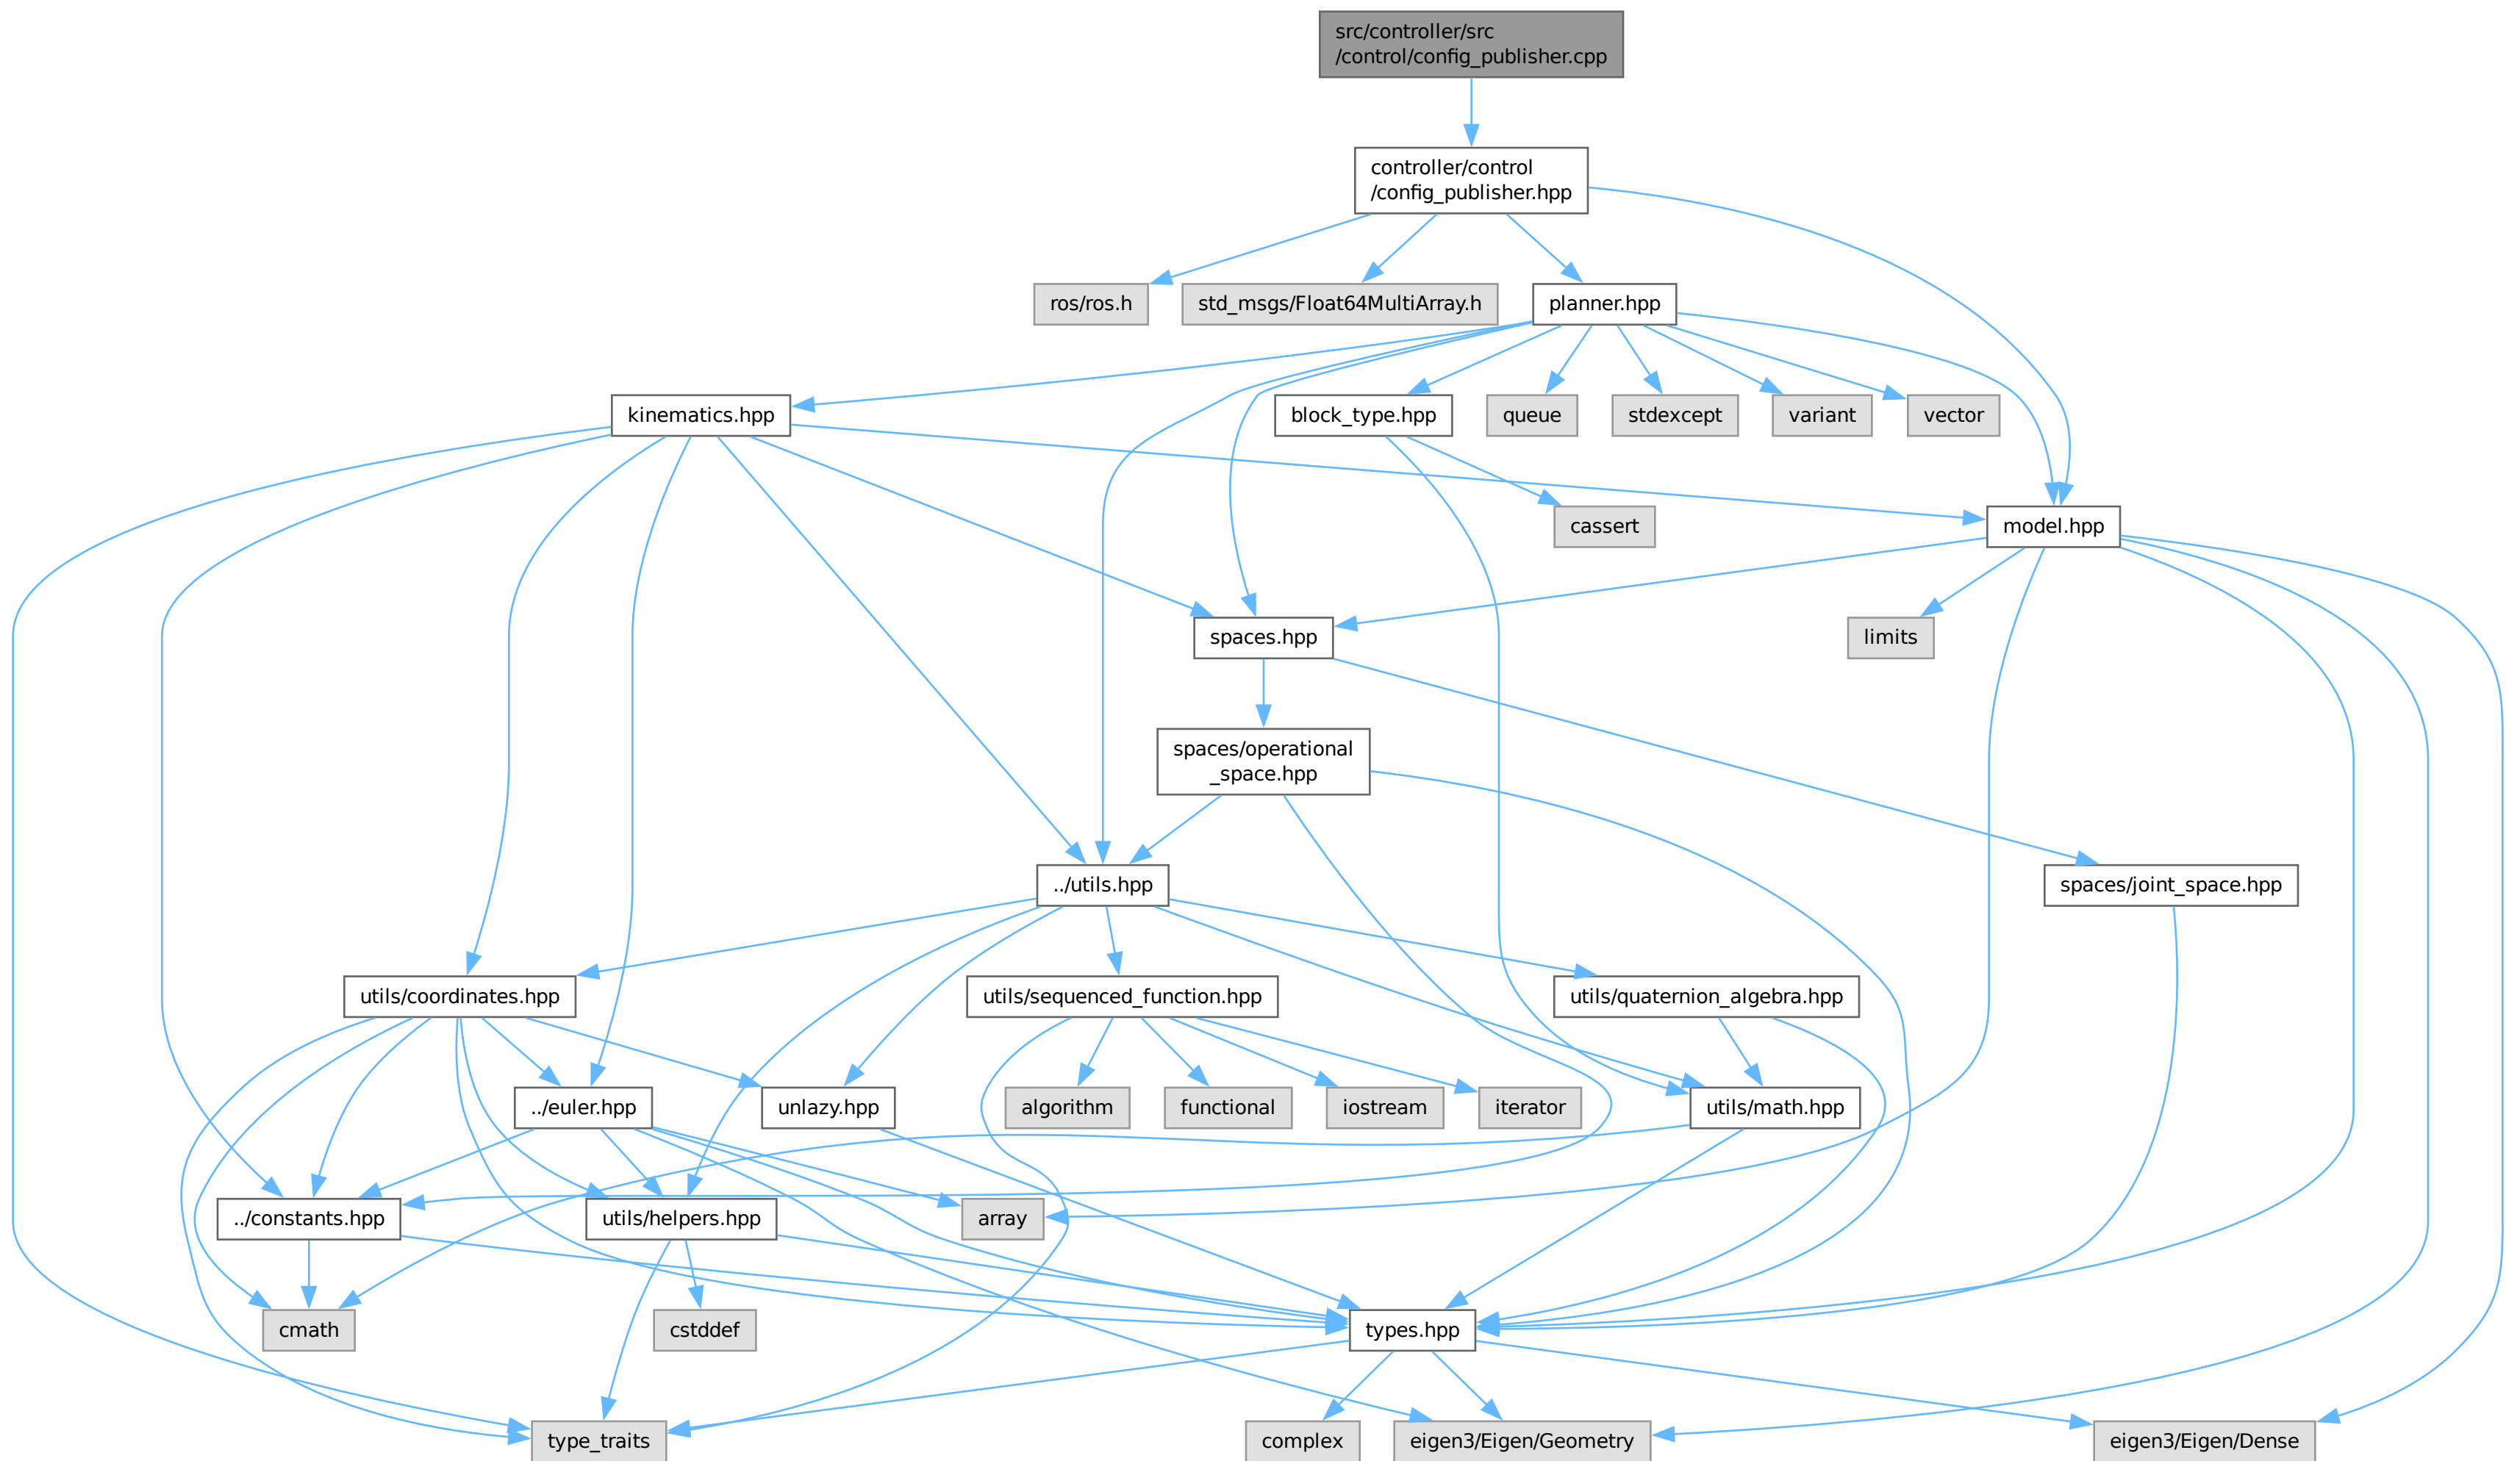 src/controller/src
/control/config_publisher.cpp
controller/control
/config_publisher.hpp
ros/ros.h
std_msgs/Float64MultiArray.h
planner.hpp
kinematics.hpp
block_type.hpp
queue
stdexcept
variant
vector
cassert
model.hpp
spaces.hpp
limits
spaces/operational
_space.hpp
../utils.hpp
spaces/joint_space.hpp
utils/coordinates.hpp
utils/sequenced_function.hpp
utils/quaternion_algebra.hpp
../euler.hpp
unlazy.hpp
algorithm
functional
iostream
iterator
utils/math.hpp
../constants.hpp
utils/helpers.hpp
array
cmath
cstddef
types.hpp
type_traits
complex
eigen3/Eigen/Geometry
eigen3/Eigen/Dense